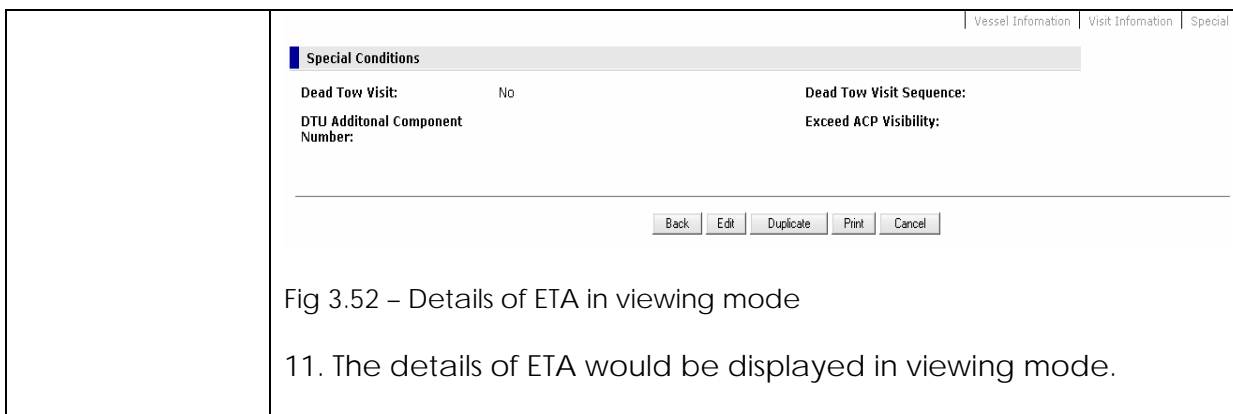 Vessel Infomation | Visit Infomation | Special
Special Conditions
Dead Tow Visit: No Dead Tow Visit Sequence:
DTU Additonal Component Exceed ACP Visibility:
Number:
Back Edit Duplicate Print Cancel
Fig 3.52 – Details of ETA in viewing mode
11. The details of ETA would be displayed in viewing mode.